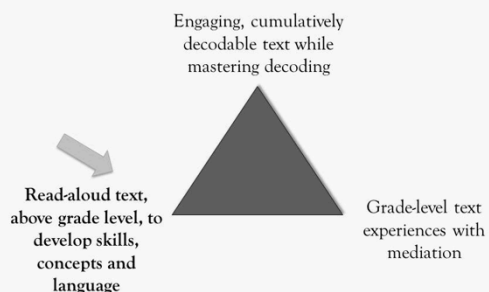 Engaging, cumulatively
decodable text while
mastering decoding
Read-aloud text,
above grade level, to
develop skills,
concepts and
language
Grade-level text
experiences with
mediation